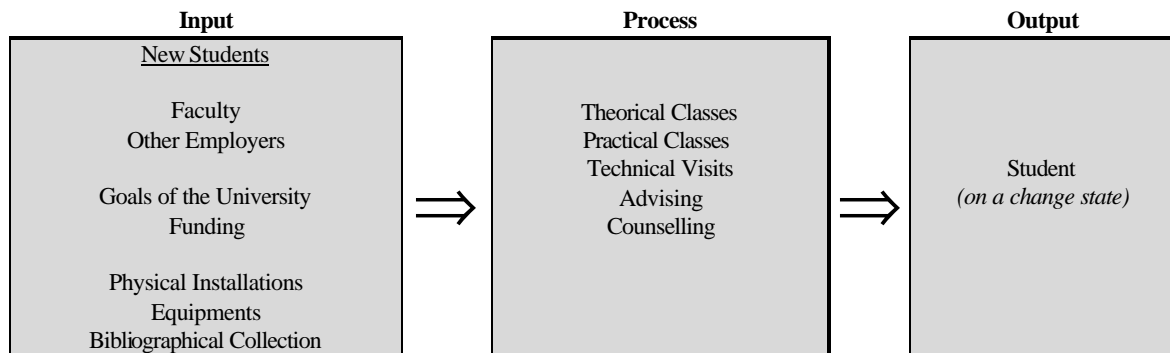 Input
New Students
Faculty
Other Employers
Goals of the University
Funding
Physical Installations
Equipments
Bibliographical Collection
Process
Theorical Classes
Practical Classes
Technical Visits
Advising
Counselling
Output
Student
(on a change state)